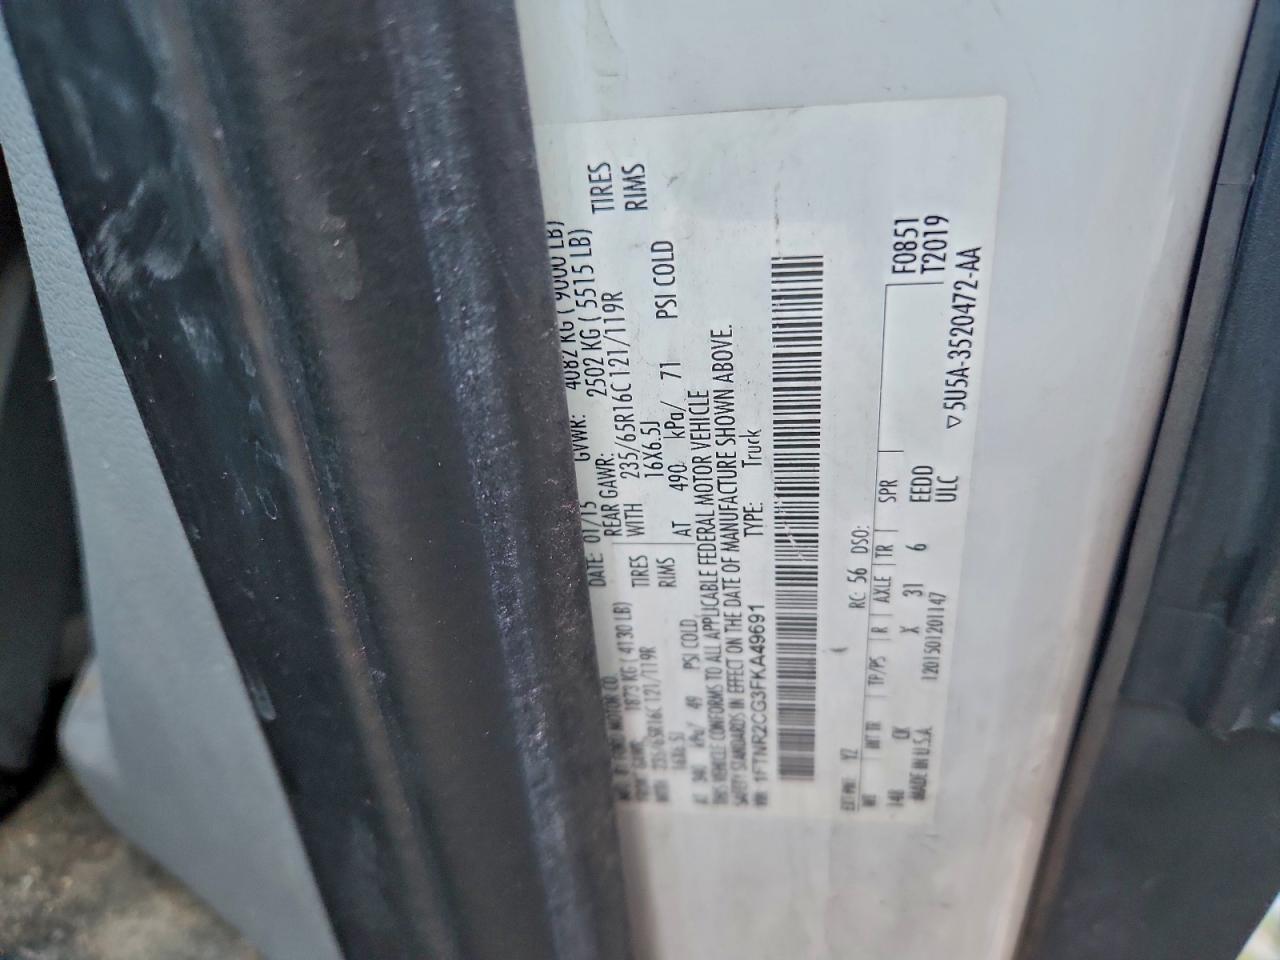 MFD. BY FORD MOTOR CO.
DATE: 01/15 GVWR: 4082 KG ( 9000 LB)
FRONT GAWR: 1873 KG ( 4130 LB)
REAR GAWR: 2502 KG ( 5515 LB)
WITH 235/65R16C 121/119R TIRES
WITH 235/65R16C 121/119R TIRES
16X6.5J RIMS
16X6.5J RIMS
AT 340 kPa/ 49 PSI COLD
AT 490 kPa/ 71 PSI COLD
THIS VEHICLE CONFORMS TO ALL APPLICABLE FEDERAL MOTOR VEHICLE
SAFETY STANDARDS IN EFFECT ON THE DATE OF MANUFACTURE SHOWN ABOVE.
VIN: 1FTNR2CG3FKA49691 TYPE: Truck
F0851
T2019
EXT PNT: YZ RC: 56 DSO:
WB INT TR TP/PS R AXLE TR SPR
148 CK X 31 6 EEDD
MADE IN U.S.A. 1201501201147 ULC
▽5U5A-3520472-AA